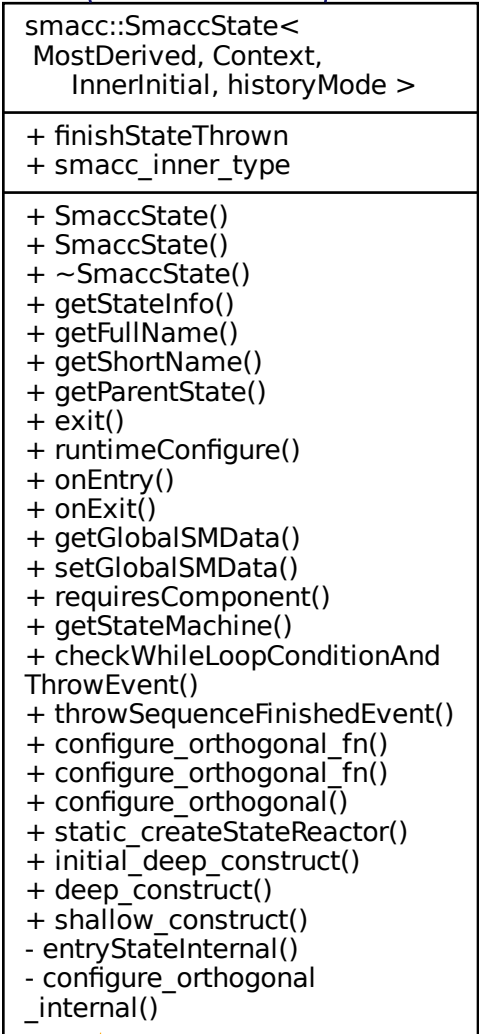 smacc::SmaccState<
MostDerived, Context,
InnerInitial, historyMode >
+ finishStateThrown
+ smacc_inner_type
+ SmaccState()
+ SmaccState()
+ ~SmaccState()
+ getStateInfo()
+ getFullName()
+ getShortName()
+ getParentState()
+ exit()
+ runtimeConfigure()
+ onEntry()
+ onExit()
+ getGlobalSMData()
+ setGlobalSMData()
+ requiresComponent()
+ getStateMachine()
+ checkWhileLoopConditionAnd
ThrowEvent()
+ throwSequenceFinishedEvent()
+ configure_orthogonal_fn()
+ configure_orthogonal_fn()
+ configure_orthogonal()
+ static_createStateReactor()
+ initial_deep_construct()
+ deep_construct()
+ shallow_construct()
- entryStateInternal()
- configure_orthogonal
_internal()